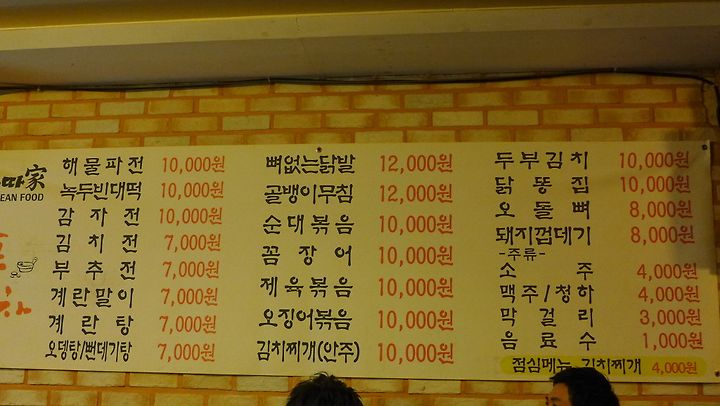 따家
EAN FOOD
해물파전 10,000원
녹두빈대떡 10,000원
감자전 10,000원
김치전 7,000원
부추전 7,000원
계란말이 7,000원
계란탕 7,000원
오뎅탕/뻔데기탕 7,000원
뼈없는닭발 12,000원
골뱅이무침 12,000원
순대볶음 10,000원
꼼장어 10,000원
제육볶음 10,000원
오징어볶음 10,000원
김치찌개(안주) 10,000원
두부김치 10,000원
닭똥집 10,000원
오돌뼈 8,000원
돼지껍데기 8,000원
-주류-
소주 4,000원
맥주/청하 4,000원
막걸리 3,000원
음료수 1,000원
점심메뉴 김치찌개 4,000원